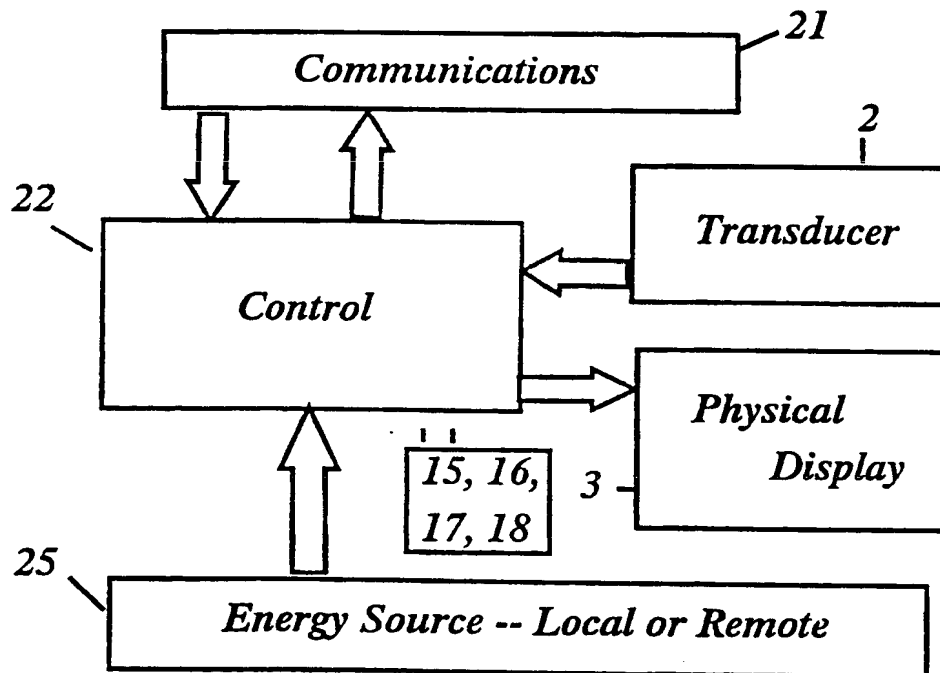 21
Communications
2
22
Transducer
Control
Physical
Display
15, 16,
17, 18
3
25
Energy Source -- Local or Remote